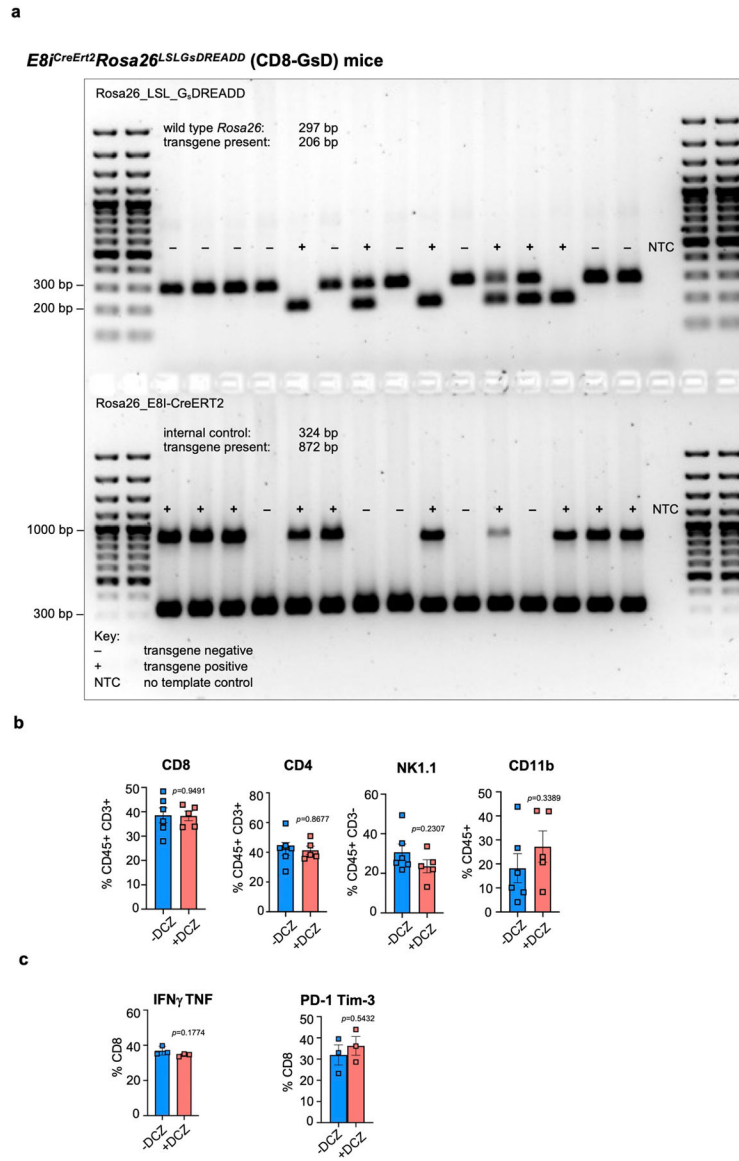 a
E8iCreErt2Rosa26LSLGsDREADD (CD8-GsD) mice
Rosa26_LSL_GsDREADD
wild type Rosa26: 297 bp
transgene present: 206 bp
– – – – + – + – + – + + + – – NTC
300 bp
200 bp
Rosa26_E8I-CreERT2
internal control: 324 bp
transgene present: 872 bp
+ + + – + + – – + – + – + + + NTC
1000 bp
300 bp
Key:
– transgene negative
+ transgene positive
NTC no template control
b
CD8
% CD45+ CD3+
50
40
30
20
10
0
p=0.9491
-DCZ
+DCZ
CD4
% CD45+ CD3+
80
60
40
20
0
p=0.8677
-DCZ
+DCZ
NK1.1
% CD45+ CD3-
60
40
20
0
p=0.2307
-DCZ
+DCZ
CD11b
% CD45+
50
40
30
20
10
0
p=0.3389
-DCZ
+DCZ
c
IFNγ TNF
% CD8
60
40
20
0
p=0.1774
-DCZ
+DCZ
PD-1 Tim-3
% CD8
50
40
30
20
10
0
p=0.5432
-DCZ
+DCZ